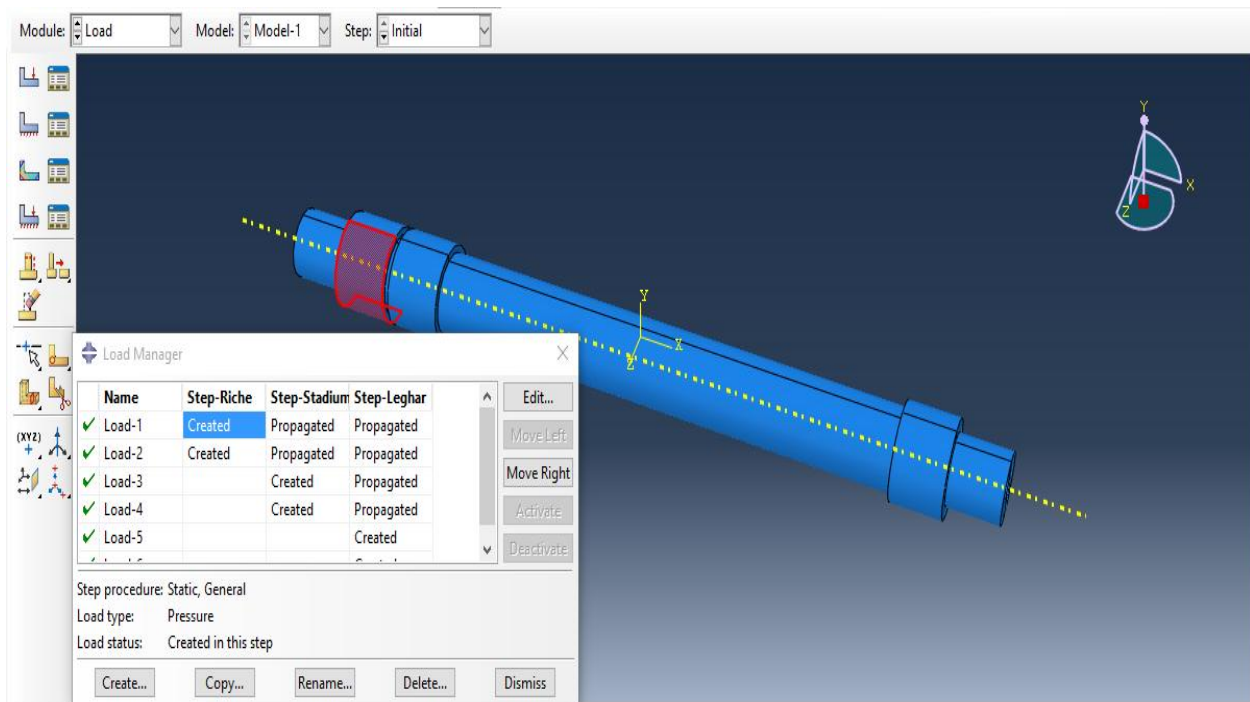 Module: Load Model: Model-1 Step: Initial
Y
X
Z
Y
X
Z
Load Manager
Name Step-Riche Step-Stadium Step-Leghar
Edit...
Load-1 Created Propagated Propagated
Move Left
Load-2 Created Propagated Propagated
(XYZ)
Load-3 Created Propagated
Move Right
Load-4 Created Propagated
Activate
Load-5 Created
Deactivate
Step procedure: Static, General
Load type: Pressure
Load status: Created in this step
Create... Copy... Rename... Delete... Dismiss